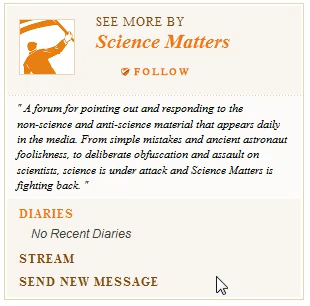 SEE MORE BY
Science Matters
FOLLOW
" A forum for pointing out and responding to the
non-science and anti-science material that appears daily
in the media. From simple mistakes and ancient astronaut
foolishness, to deliberate obfuscation and assault on
scientists, science is under attack and Science Matters is
fighting back. "
DIARIES
No Recent Diaries
STREAM
SEND NEW MESSAGE